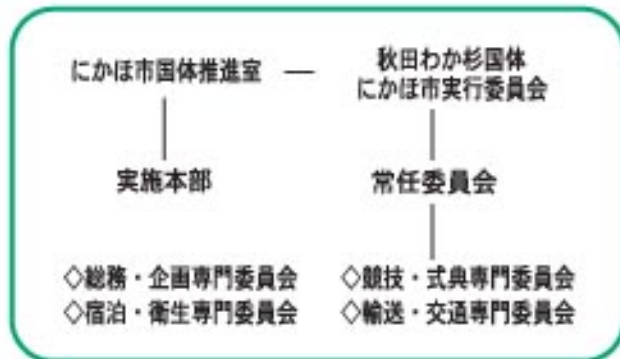 にかほ市国体推進室
秋田わか杉国体
にかほ市実行委員会
実施本部
常任委員会
◇総務・企画専門委員会
◇競技・式典専門委員会
◇宿泊・衛生専門委員会
◇輸送・交通専門委員会